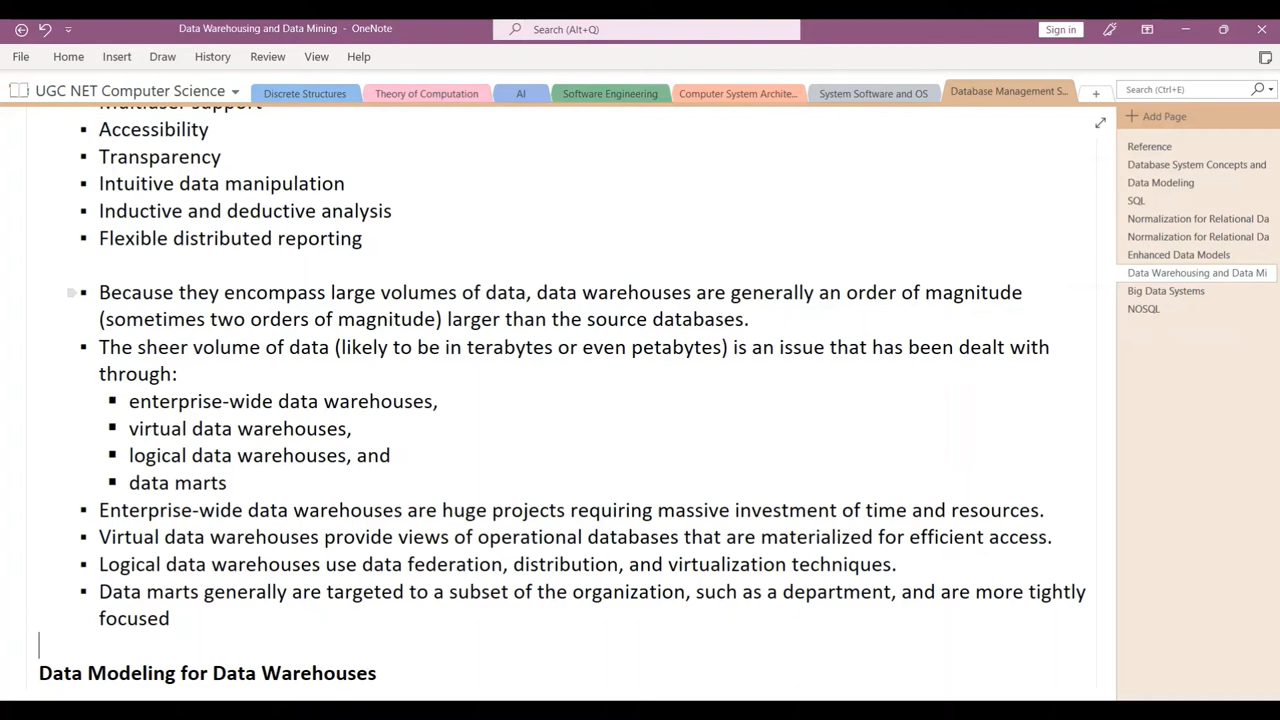 Data Warehousing and Data Mining - OneNote
Search (Alt+Q)
Sign in
File Home Insert Draw History Review View Help
UGC NET Computer Science
Discrete Structures
Theory of Computation
AI
Software Engineering
Computer System Archite...
System Software and OS
Database Management S...
Search (Ctrl+E)
Multiuser support
▪ Accessibility
▪ Transparency
▪ Intuitive data manipulation
▪ Inductive and deductive analysis
▪ Flexible distributed reporting
▪ Because they encompass large volumes of data, data warehouses are generally an order of magnitude
(sometimes two orders of magnitude) larger than the source databases.
▪ The sheer volume of data (likely to be in terabytes or even petabytes) is an issue that has been dealt with
through:
▪ enterprise-wide data warehouses,
▪ virtual data warehouses,
▪ logical data warehouses, and
▪ data marts
▪ Enterprise-wide data warehouses are huge projects requiring massive investment of time and resources.
▪ Virtual data warehouses provide views of operational databases that are materialized for efficient access.
▪ Logical data warehouses use data federation, distribution, and virtualization techniques.
▪ Data marts generally are targeted to a subset of the organization, such as a department, and are more tightly
focused
Data Modeling for Data Warehouses
Add Page
Reference
Database System Concepts and
Data Modeling
SQL
Normalization for Relational Da
Normalization for Relational Da
Enhanced Data Models
Data Warehousing and Data Mi
Big Data Systems
NOSQL